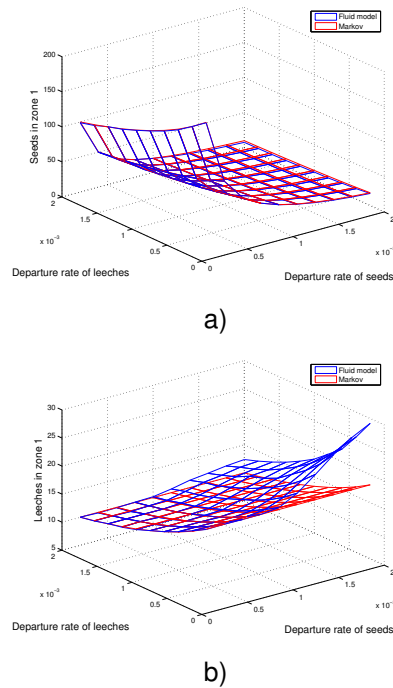 Fluid model
Markov
200
150
100
50
0
Seeds in zone 1
2
1.5
1
0.5
0
x 10⁻³
Departure rate of leeches
0
0.5
1
1.5
2
x 10⁻
Departure rate of seeds
a)
Fluid model
Markov
30
25
20
15
10
5
Leeches in zone 1
2
1.5
1
0.5
0
x 10⁻³
Departure rate of leeches
0
0.5
1
1.5
2
x 10⁻
Departure rate of seeds
b)